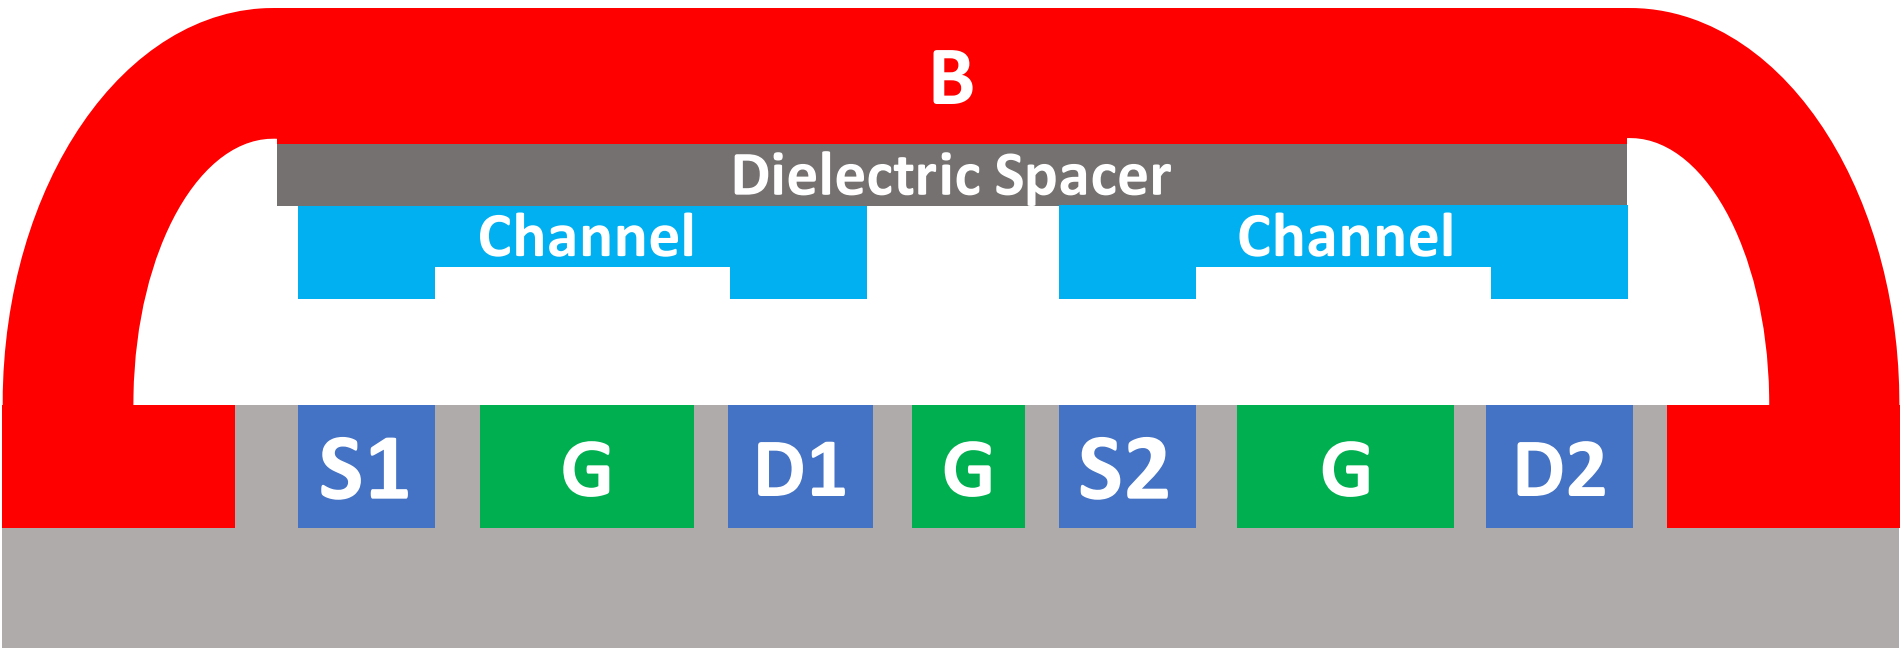 B
Dielectric Spacer
Channel Channel
S1 G D1 G S2 G D2